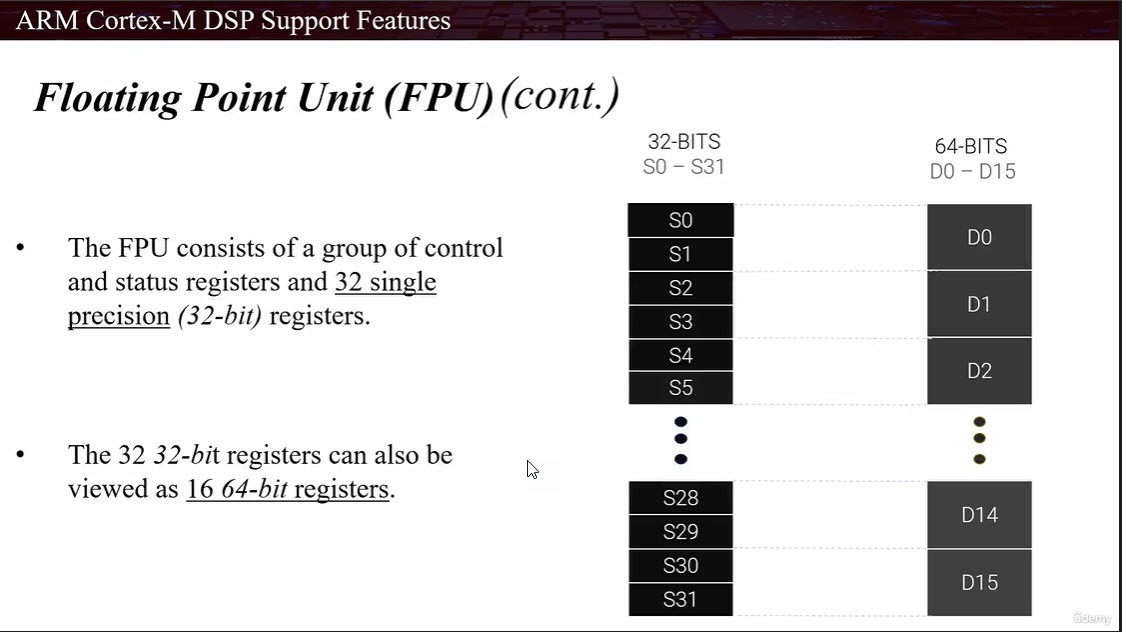 ARM Cortex-M DSP Support Features
Floating Point Unit (FPU) (cont.)
32-BITS
S0 – S31
64-BITS
D0 – D15
• The FPU consists of a group of control
and status registers and 32 single
precision (32-bit) registers.
• The 32 32-bit registers can also be
viewed as 16 64-bit registers.
S0
S1
S2
S3
S4
S5
S28
S29
S30
S31
D0
D1
D2
D14
D15
ûdemy